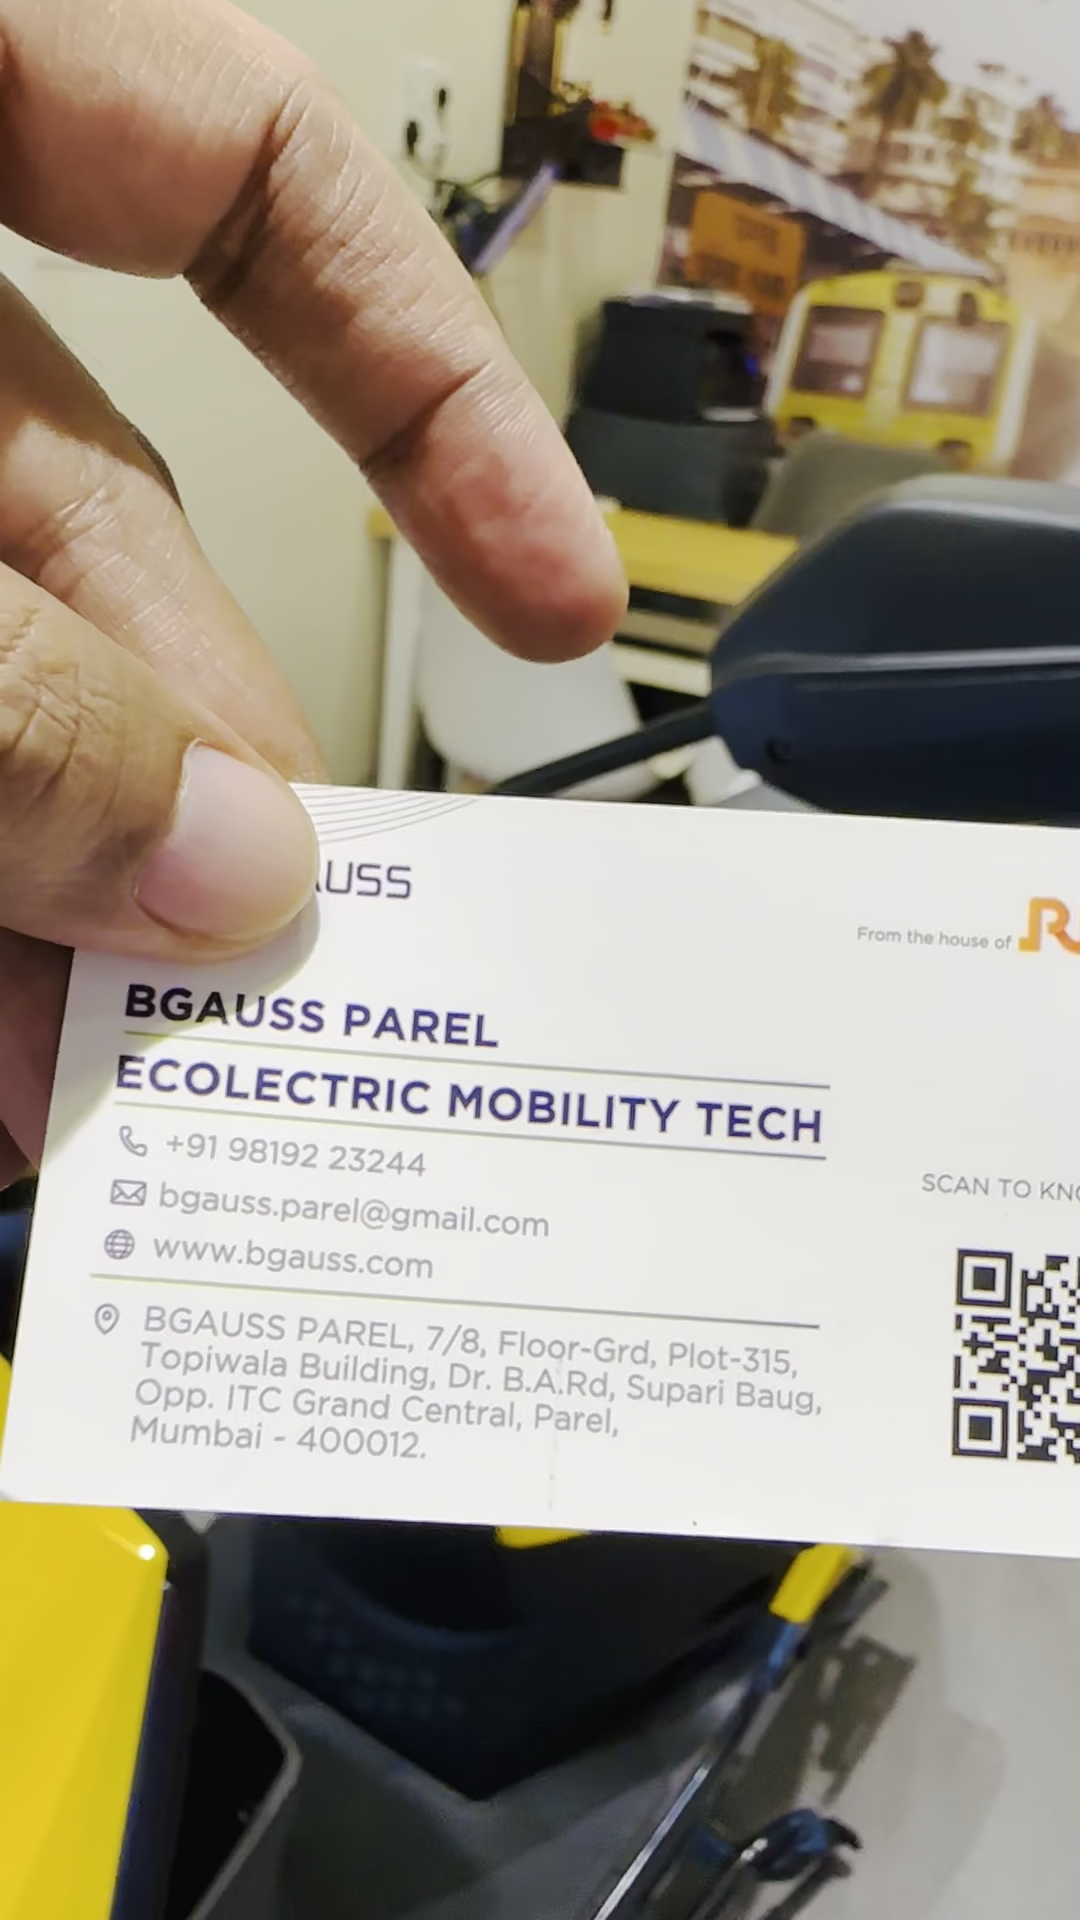 USS
From the house of
BGAUSS PAREL
ECOLECTRIC MOBILITY TECH
+91 98192 23244
bgauss.parel@gmail.com
www.bgauss.com
SCAN TO
BGAUSS PAREL, 7/8, Floor-Grd, Plot-315,
Topiwala Building, Dr. B.A.Rd, Supari Baug,
Opp. ITC Grand Central, Parel,
Mumbai - 400012.